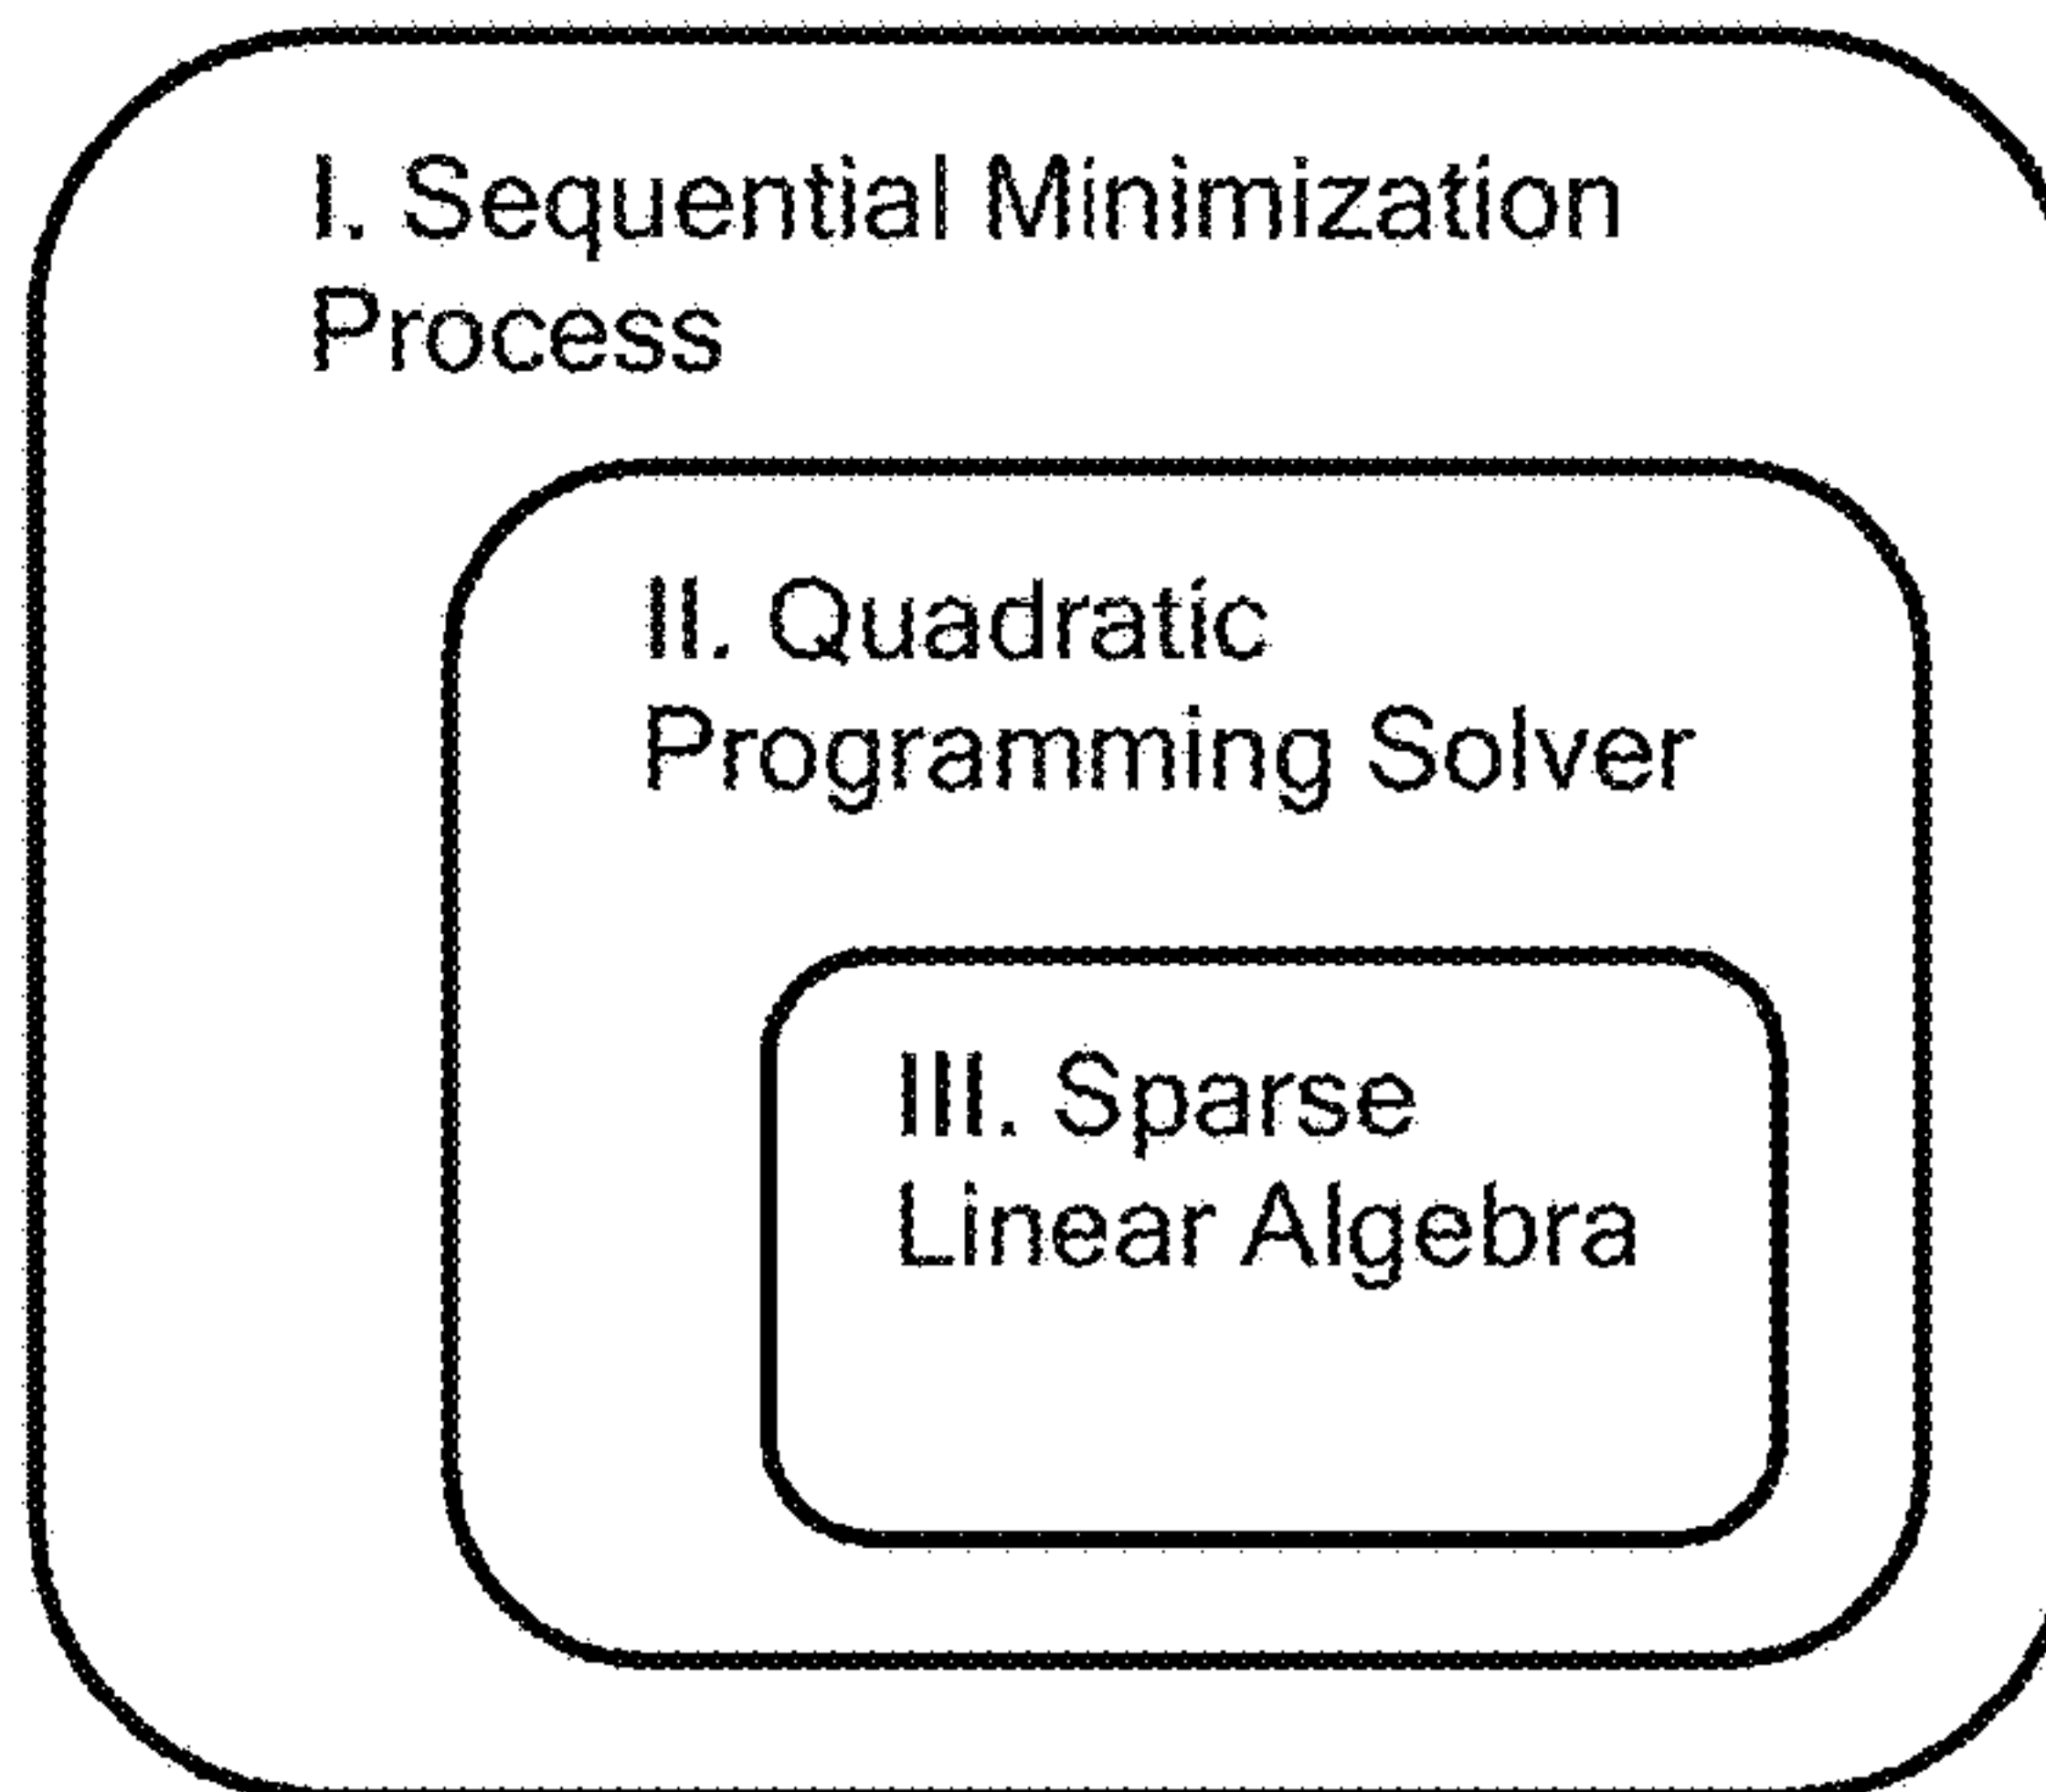 I. Sequential Minimization
Process
II. Quadratic
Programming Solver
III. Sparse
Linear Algebra